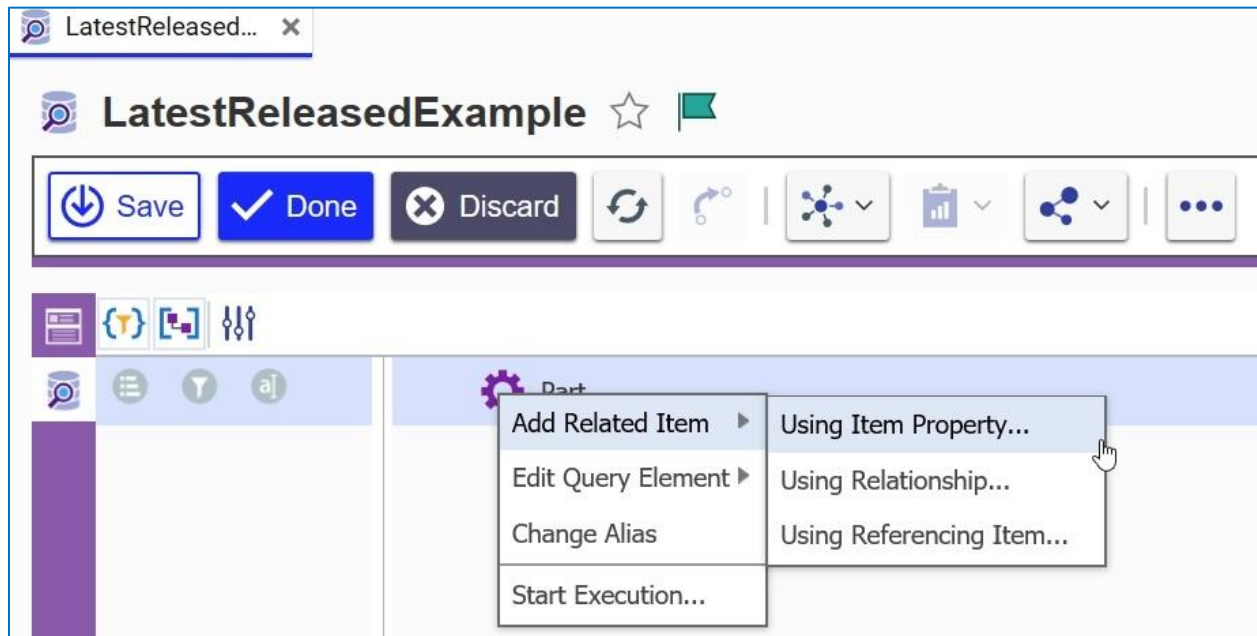 LatestReleased...
LatestReleasedExample
Save Done Discard
Part
Add Related Item Using Item Property...
Edit Query Element Using Relationship...
Change Alias Using Referencing Item...
Start Execution...